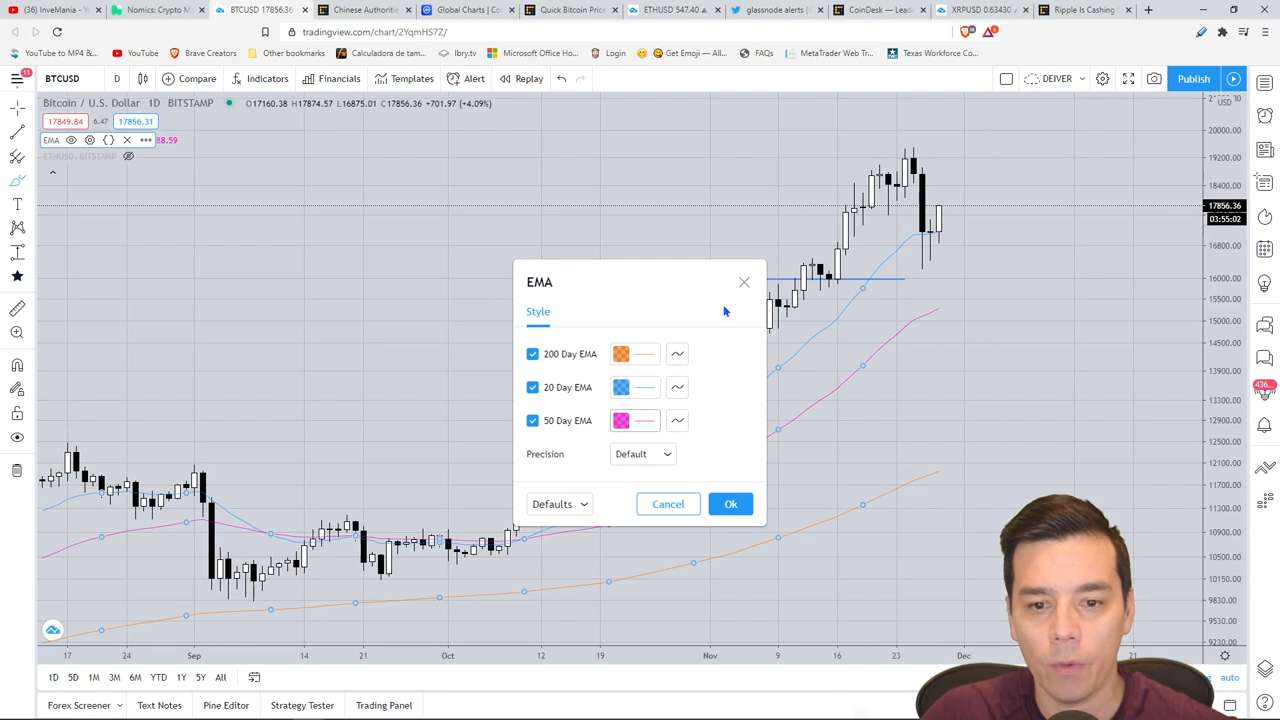 (36) InveMania - Y
Nomics: Crypto M
BTCUSD 17856.36
Chinese Authorities
Global Charts | Co
Quick Bitcoin Price
ETHUSD 547.40
glassnode alerts (
CoinDesk — Lead
XRPUSD 0.63430
Ripple Is Cashing
tradingview.com/chart/2YqmHS7Z/
YouTube to MP4 &...
YouTube
Brave Creators
Bookmark Groups
Calculadora de tam...
lbry.tv
Microsoft Office Ho...
Login
Get Emoji — All...
FAQs
MetaTrader Web Tr...
Texas Workforce Co...
11
BTCUSD
D
Compare
Indicators
Financials
Templates
Alert
Replay
DEIVER
Publish
Bitcoin / U.S. Dollar 1D BITSTAMP
O17160.38 H17874.57 L16875.01 C17856.36 +701.97 (+4.09%)
17849.84
6.47
17856.31
EMA
88.59
ETHUSD, BITSTAMP
USD
20000.00
19200.00
18400.00
17856.36
03:55:02
16800.00
16000.00
15500.00
15000.00
14500.00
13900.00
13300.00
12900.00
12500.00
12100.00
11700.00
11300.00
10900.00
10500.00
10150.00
9830.00
9530.00
9230.00
EMA
Style
200 Day EMA
20 Day EMA
50 Day EMA
Precision
Default
Defaults
Cancel
Ok
17
24
Sep
14
21
Oct
12
19
Nov
9
16
23
Dec
21
1D
5D
1M
3M
6M
YTD
1Y
5Y
All
auto
Forex Screener
Text Notes
Pine Editor
Strategy Tester
Trading Panel